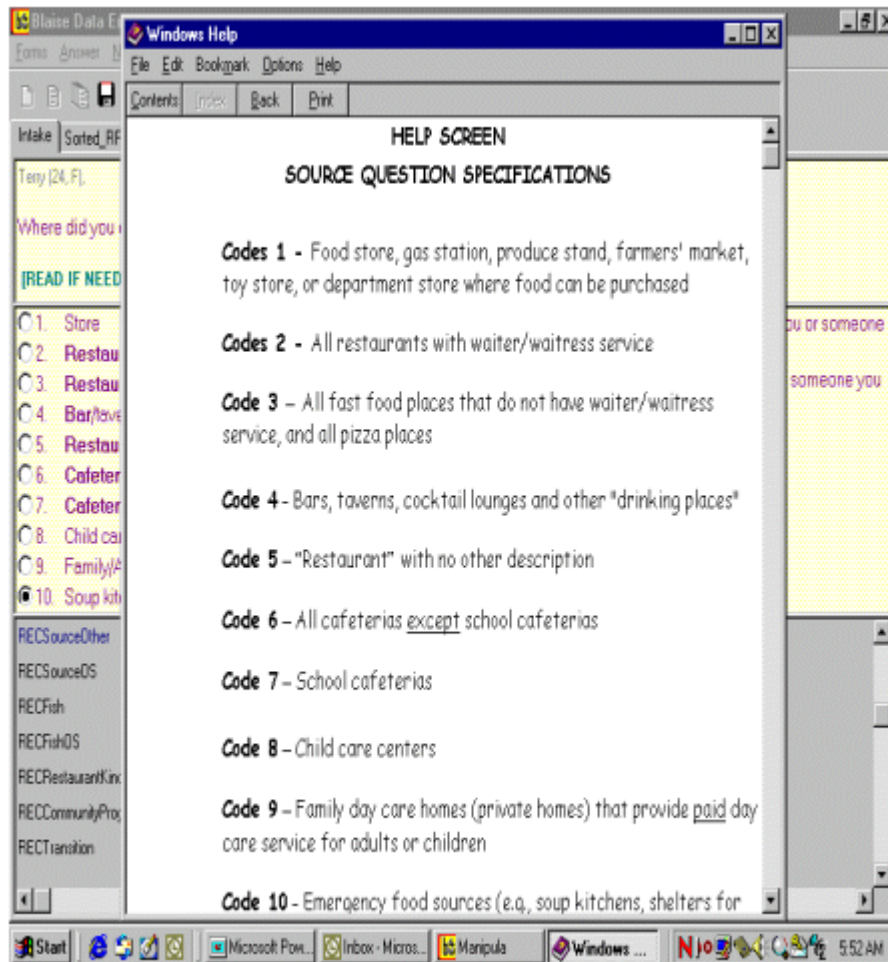 Blaise Data E
Windows Help
Forms Answer N
File Edit Bookmark Options Help
Contents Index Back Print
Intake Sorted_RF
HELP SCREEN
SOURCE QUESTION SPECIFICATIONS
Terry (24, F),
Where did you
[READ IF NEED
1. Store
2. Restau
3. Restau
4. Bar/tave
5. Restau
6. Cafeter
7. Cafeter
8. Child car
9. Family/A
10. Soup kit
ou or someone
someone you
Codes 1 - Food store, gas station, produce stand, farmers' market,
toy store, or department store where food can be purchased
Codes 2 - All restaurants with waiter/waitress service
Code 3 – All fast food places that do not have waiter/waitress
service, and all pizza places
Code 4 - Bars, taverns, cocktail lounges and other "drinking places"
Code 5 – "Restaurant" with no other description
Code 6 – All cafeterias except school cafeterias
Code 7 – School cafeterias
Code 8 – Child care centers
Code 9 – Family day care homes (private homes) that provide paid day
care service for adults or children
Code 10 - Emergency food sources (e.g., soup kitchens, shelters for
RECSourceOther
RECSourceOS
RECFish
RECFishOS
RECRestaurantKind
RECCommunityProg
RECTransition
Start Microsoft Pow... Inbox - Micros... Manipula Windows ... 5:52 AM